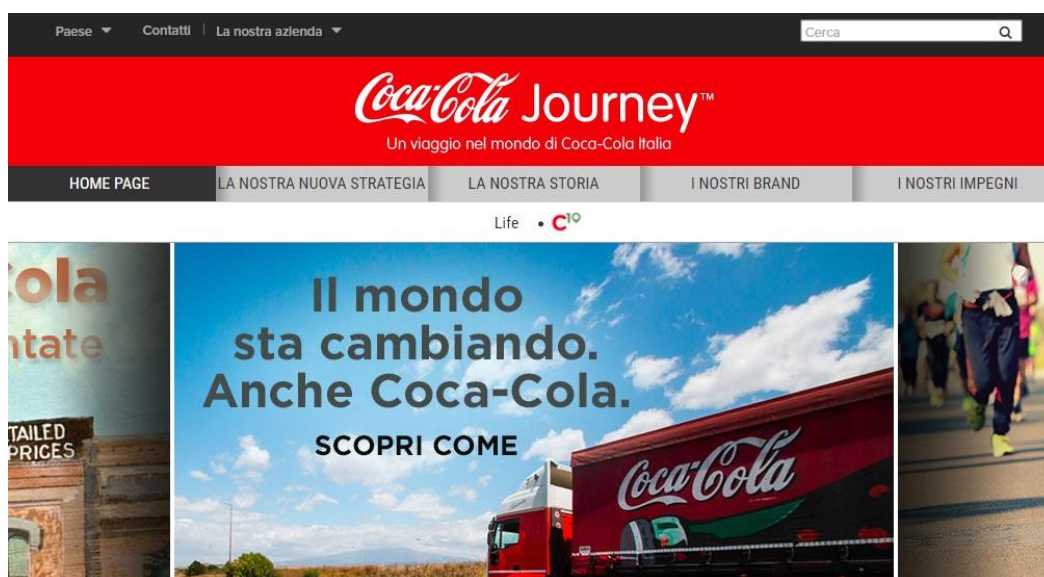 Paese Contatti La nostra azienda Cerca
Coca-Cola Journey™
Un viaggio nel mondo di Coca-Cola Italia
HOME PAGE LA NOSTRA NUOVA STRATEGIA LA NOSTRA STORIA I NOSTRI BRAND I NOSTRI IMPEGNI
Life • C10
ola
tate
TAILED
PRICES
Il mondo
sta cambiando.
Anche Coca-Cola.
SCOPRI COME
Coca-Cola